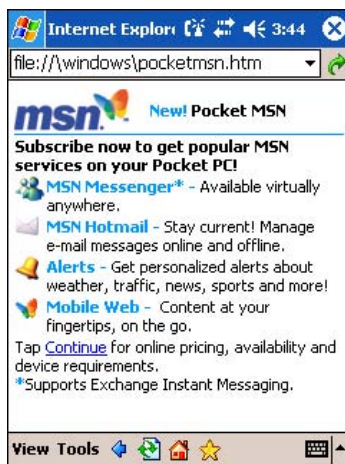 Internet Explor 3:44
file://\windows\pocketmsn.htm
msn New! Pocket MSN
Subscribe now to get popular MSN
services on your Pocket PC!
MSN Messenger* - Available virtually
anywhere.
MSN Hotmail - Stay current! Manage
e-mail messages online and offline.
Alerts - Get personalized alerts about
weather, traffic, news, sports and more!
Mobile Web - Content at your
fingertips, on the go.
Tap Continue for online pricing, availability and
device requirements.
*Supports Exchange Instant Messaging.
View Tools